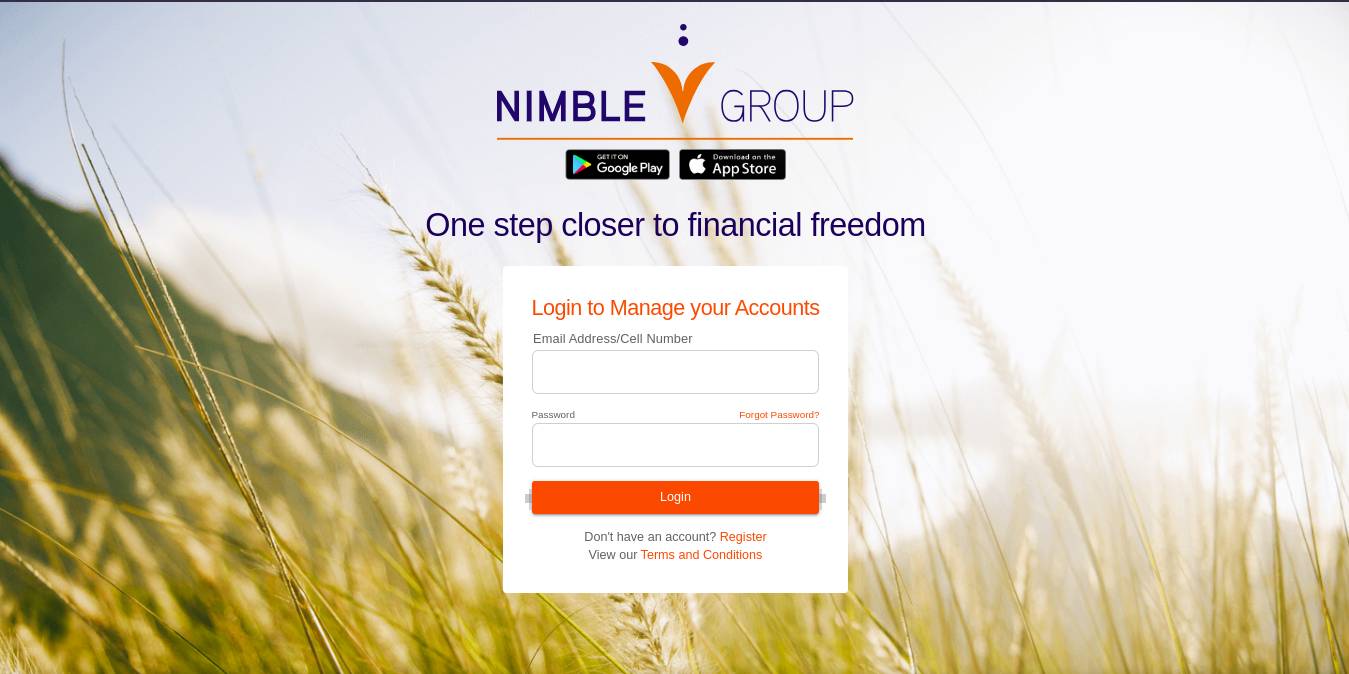 NIMBLE GROUP
GET IT ON
Google Play
Download on the
App Store
One step closer to financial freedom
Login to Manage your Accounts
Email Address/Cell Number
Password Forgot Password?
Login
Don't have an account? Register
View our Terms and Conditions